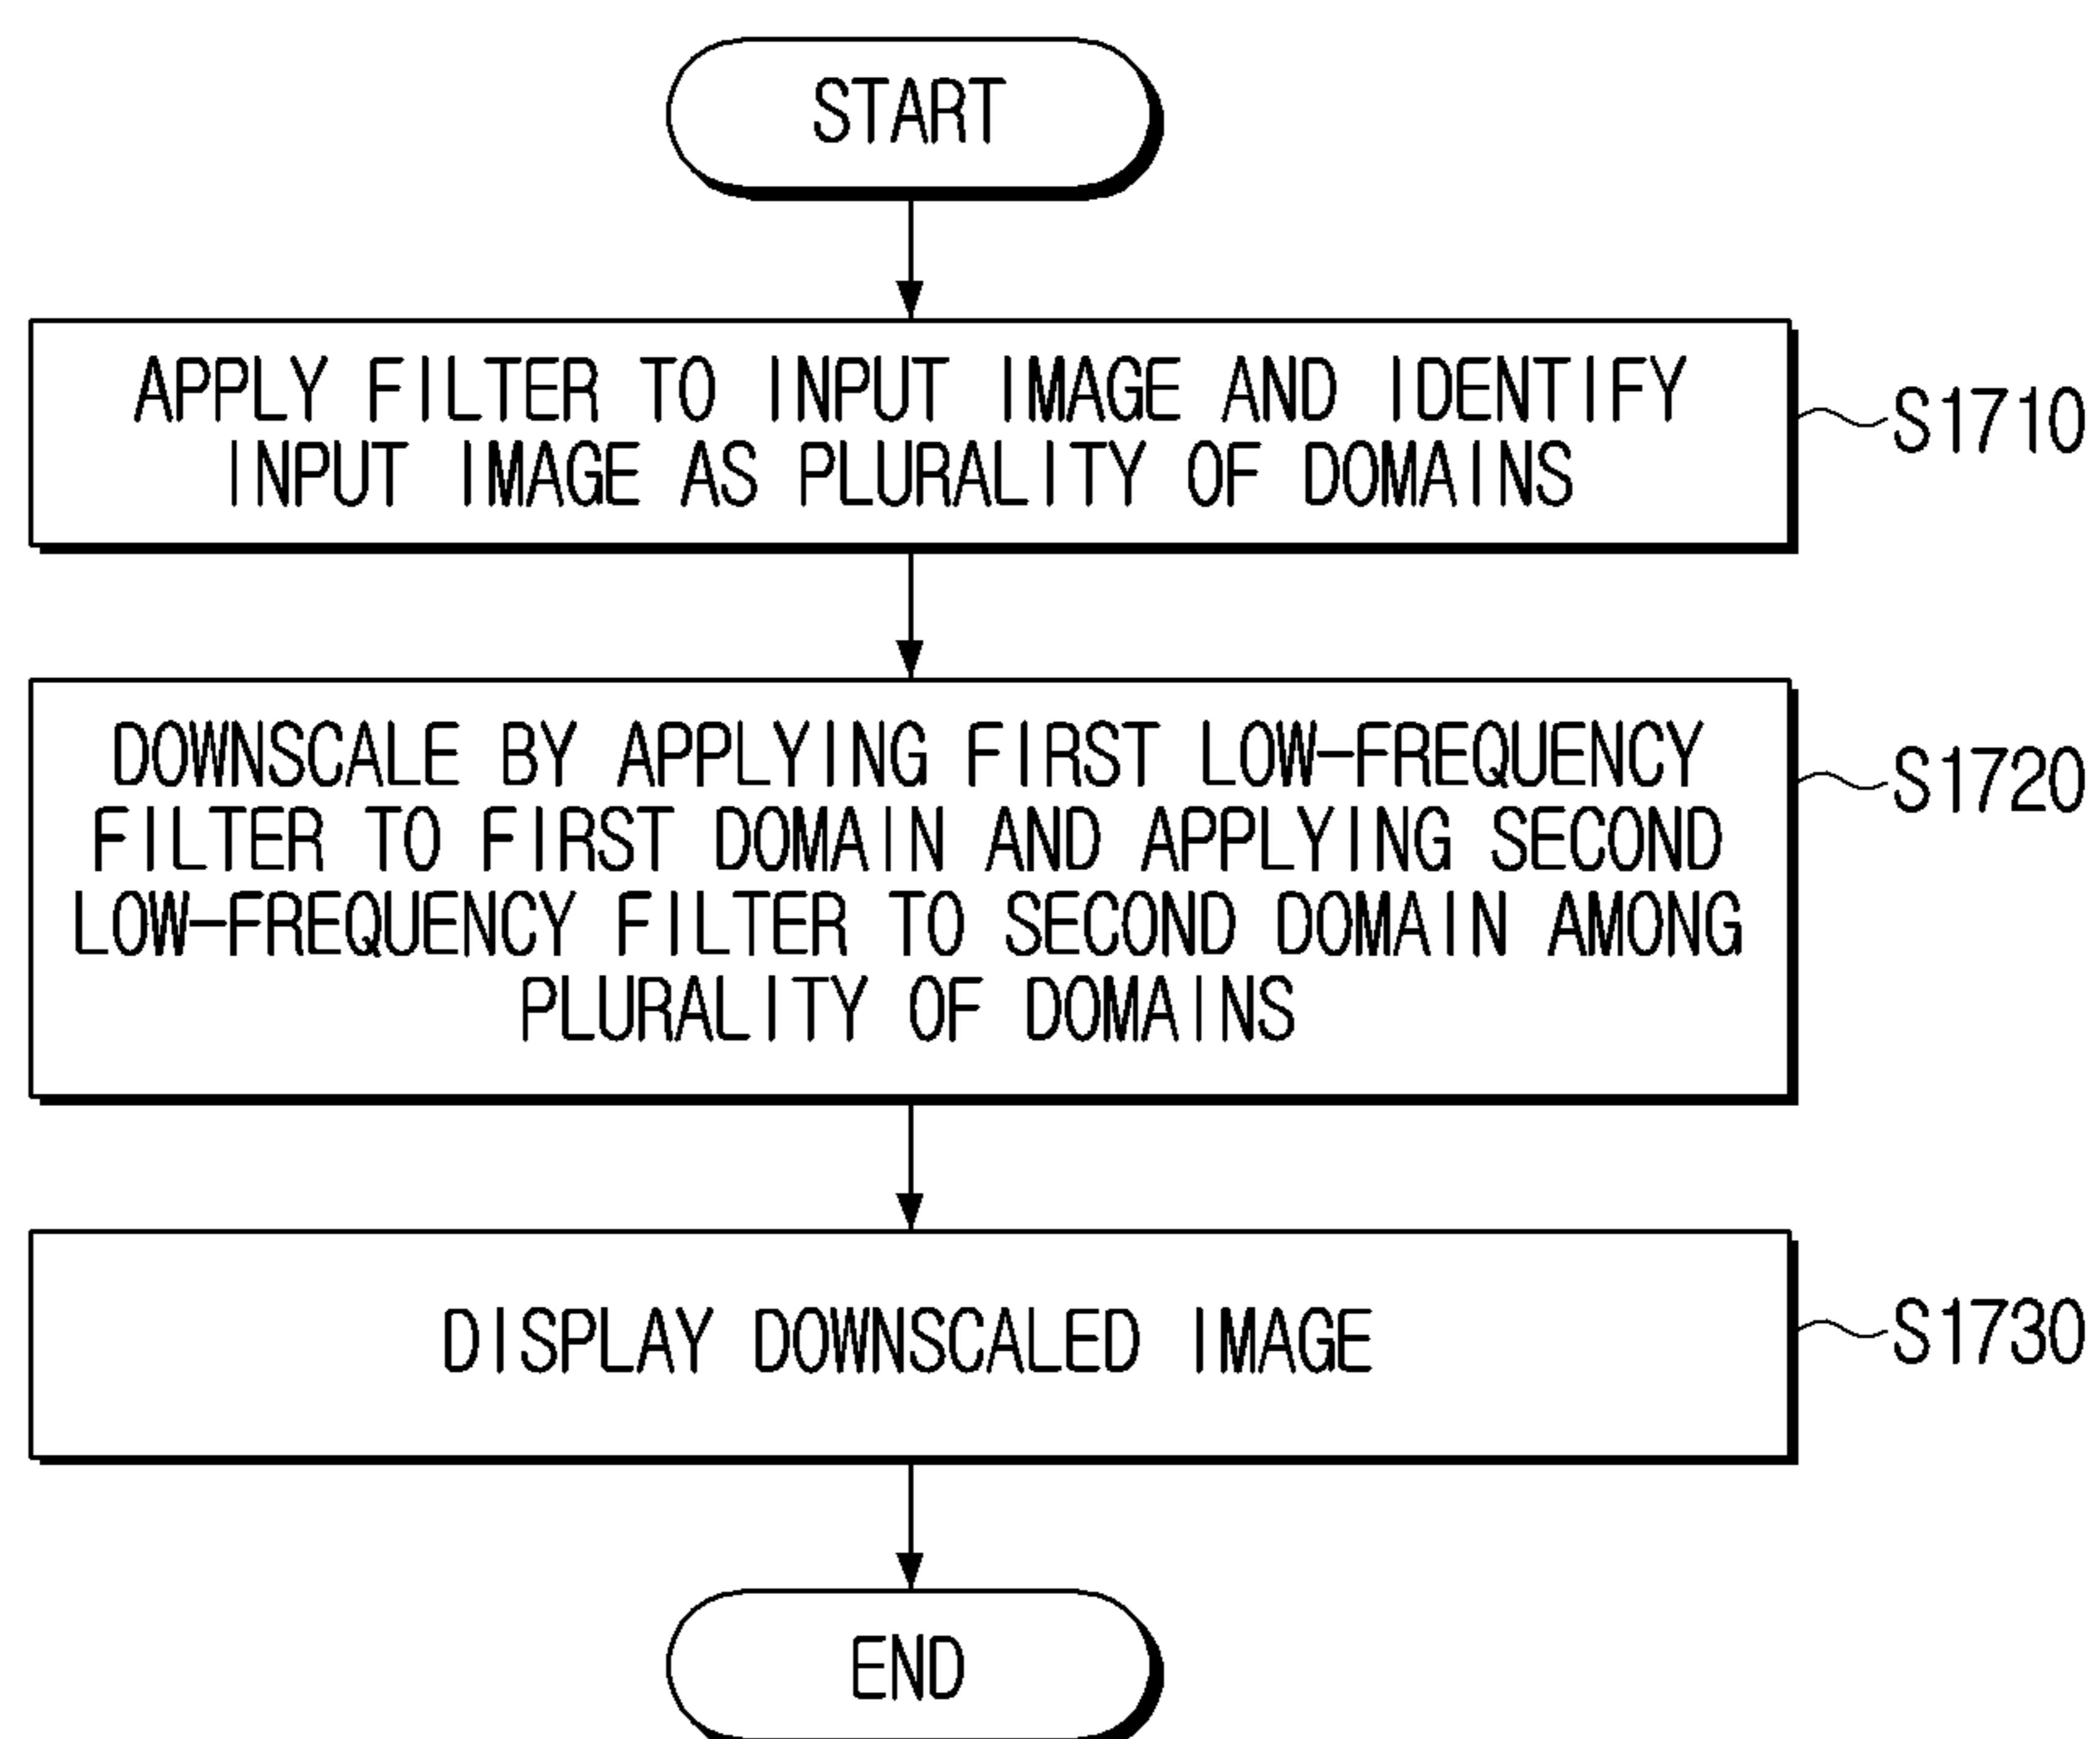 START
APPLY FILTER TO INPUT IMAGE AND IDENTIFY
INPUT IMAGE AS PLURALITY OF DOMAINS
S1710
DOWNSCALE BY APPLYING FIRST LOW-FREQUENCY
FILTER TO FIRST DOMAIN AND APPLYING SECOND
LOW-FREQUENCY FILTER TO SECOND DOMAIN AMONG
PLURALITY OF DOMAINS
S1720
DISPLAY DOWNSCALED IMAGE
S1730
END